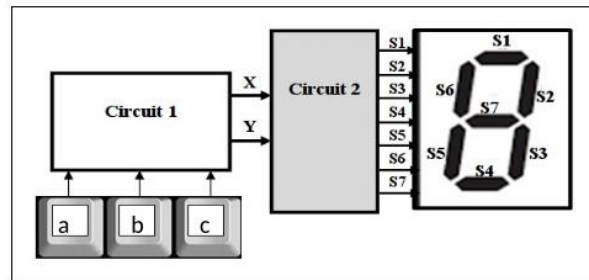 Circuit 1
a b c
X
Y
Circuit 2
S1
S2
S3
S4
S5
S6
S7
S1
S6 S2
S7
S5 S3
S4